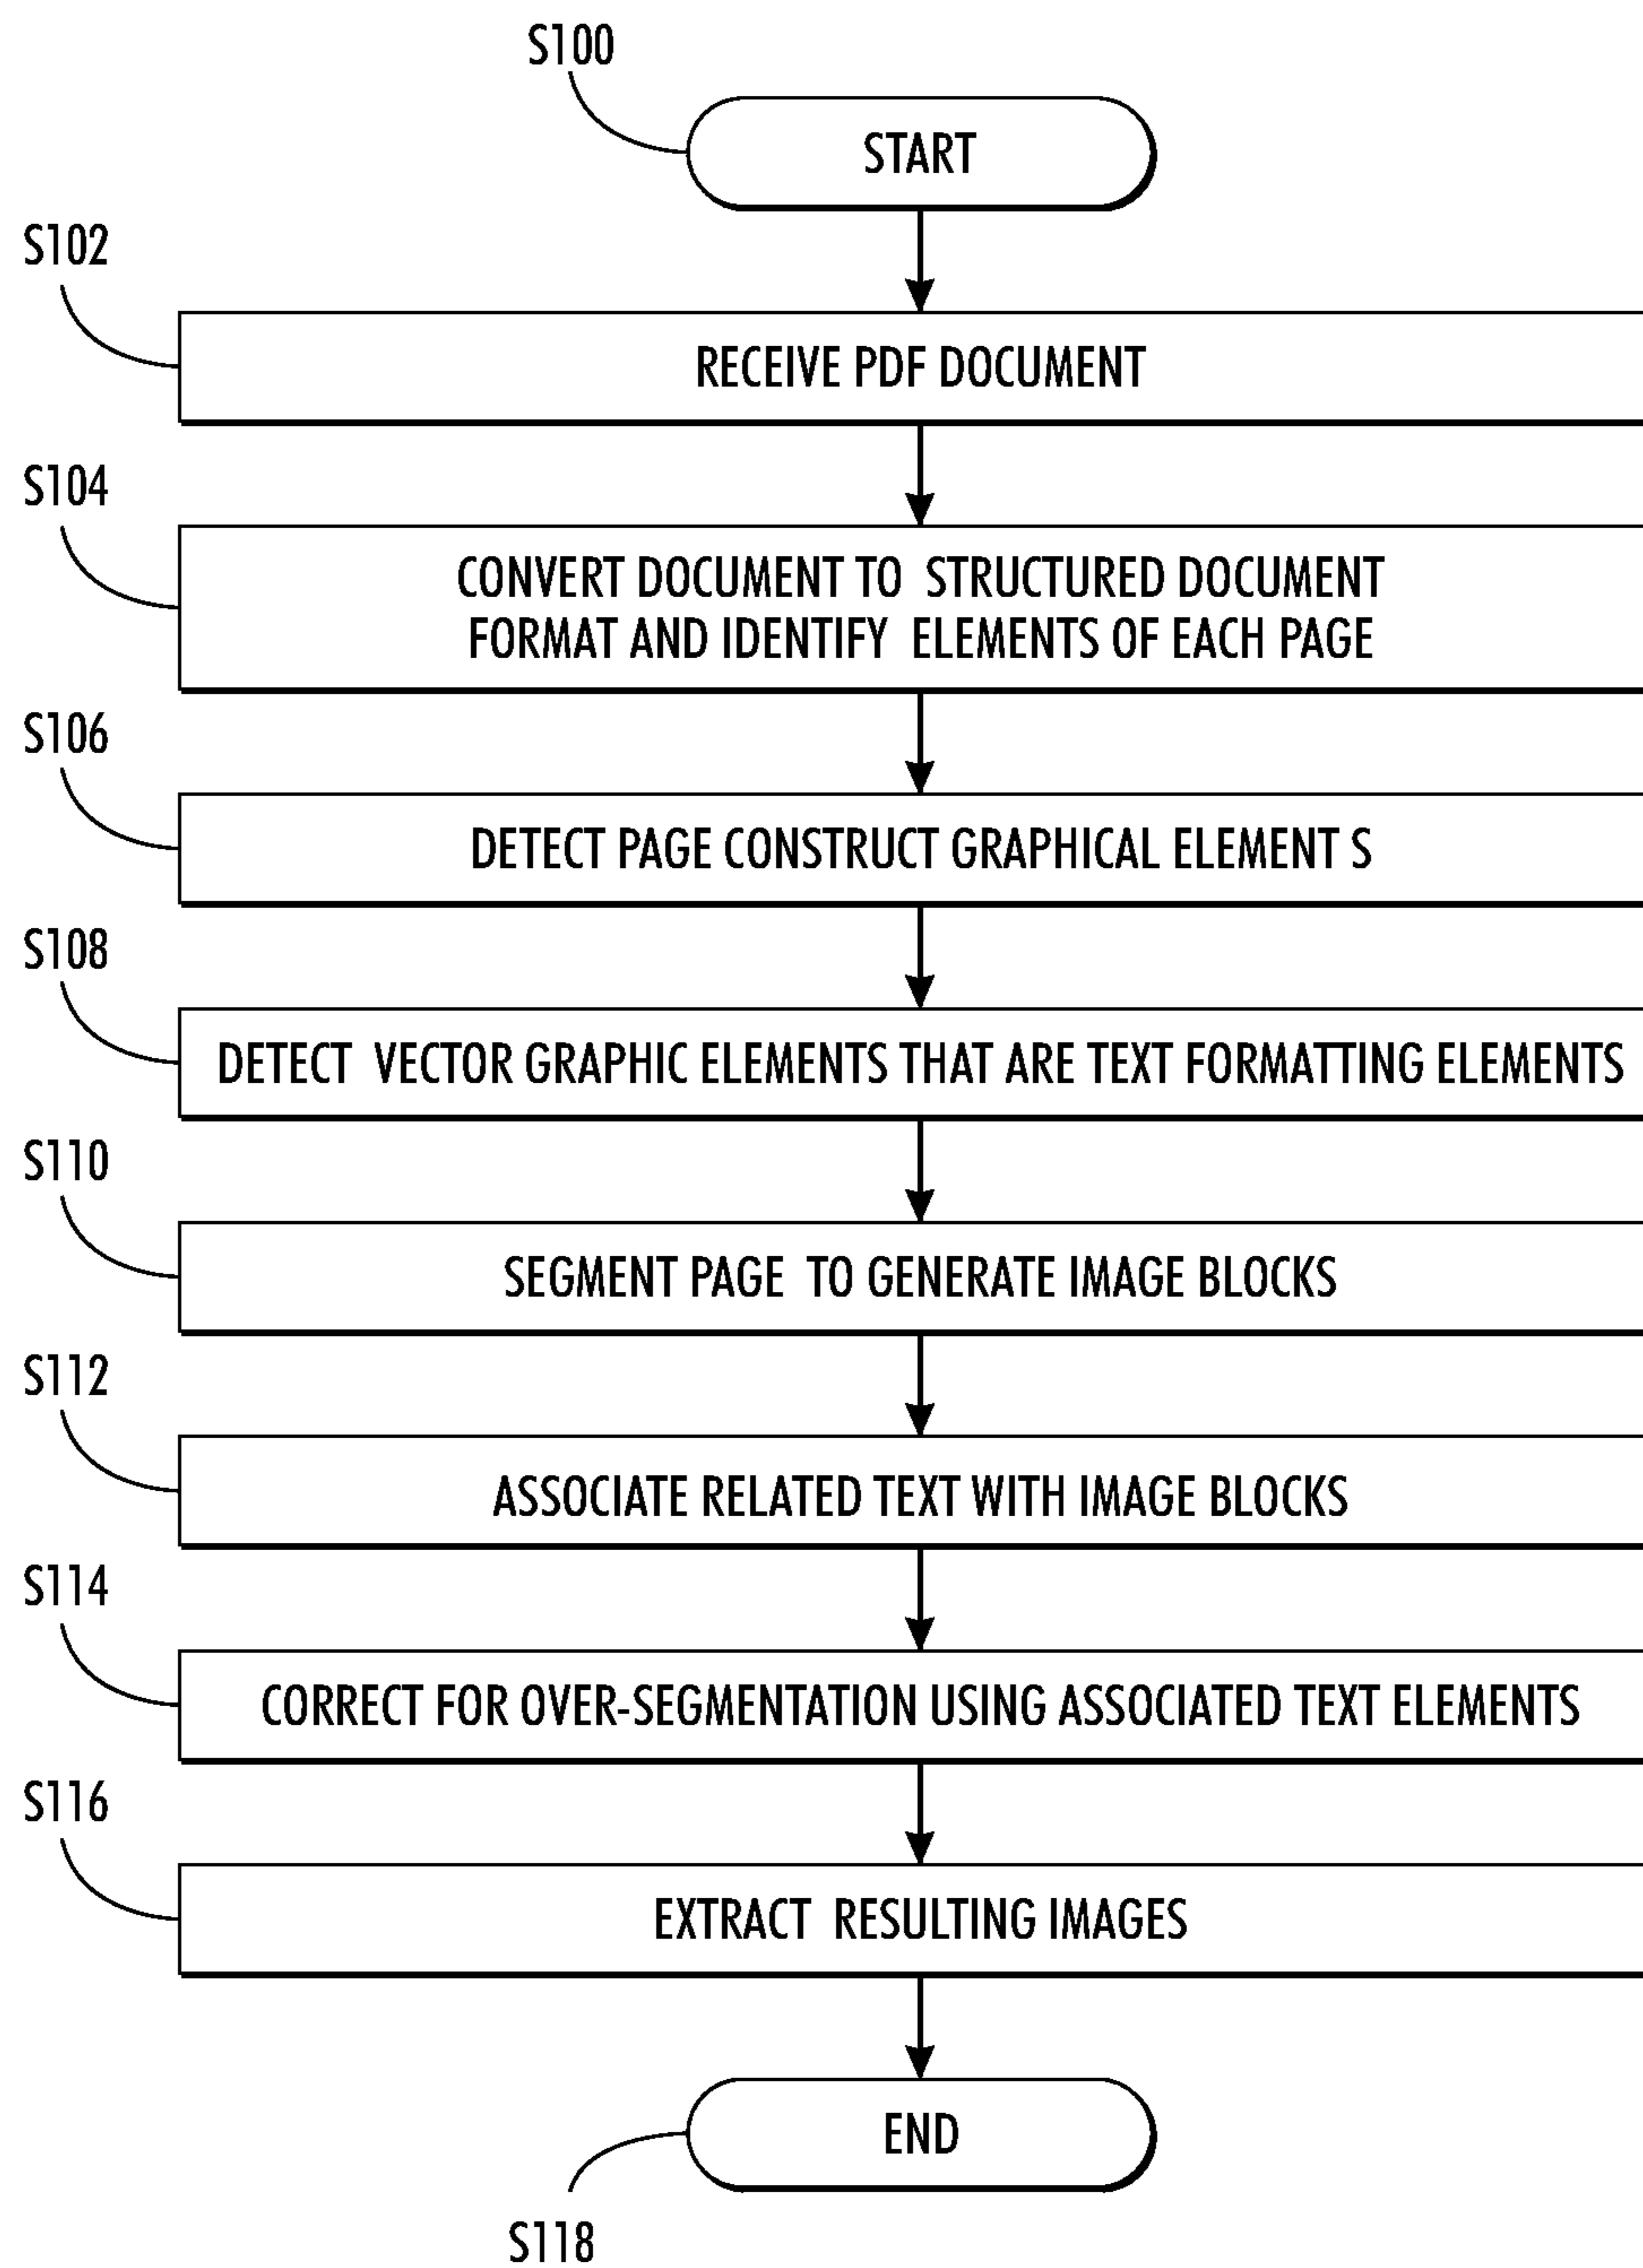 S100
START
S102
RECEIVE PDF DOCUMENT
S104
CONVERT DOCUMENT TO STRUCTURED DOCUMENT
FORMAT AND IDENTIFY ELEMENTS OF EACH PAGE
S106
DETECT PAGE CONSTRUCT GRAPHICAL ELEMENT S
S108
DETECT VECTOR GRAPHIC ELEMENTS THAT ARE TEXT FORMATTING ELEMENTS
S110
SEGMENT PAGE TO GENERATE IMAGE BLOCKS
S112
ASSOCIATE RELATED TEXT WITH IMAGE BLOCKS
S114
CORRECT FOR OVER-SEGMENTATION USING ASSOCIATED TEXT ELEMENTS
S116
EXTRACT RESULTING IMAGES
END
S118